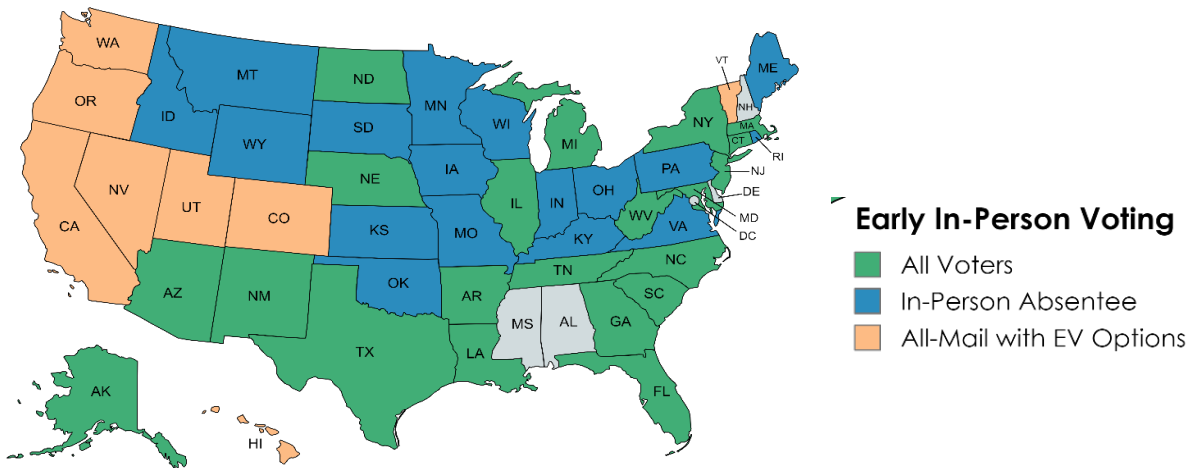 WA
OR
CA
NV
ID
MT
WY
UT
CO
AZ
NM
ND
SD
NE
KS
OK
TX
MN
IA
MO
AR
LA
WI
IL
MI
IN
OH
KY
TN
MS
AL
GA
FL
SC
NC
VA
WV
PA
NY
VT
NH
ME
MA
CT
RI
NJ
DE
MD
DC
AK
HI
Early In-Person Voting
All Voters
In-Person Absentee
All-Mail with EV Options